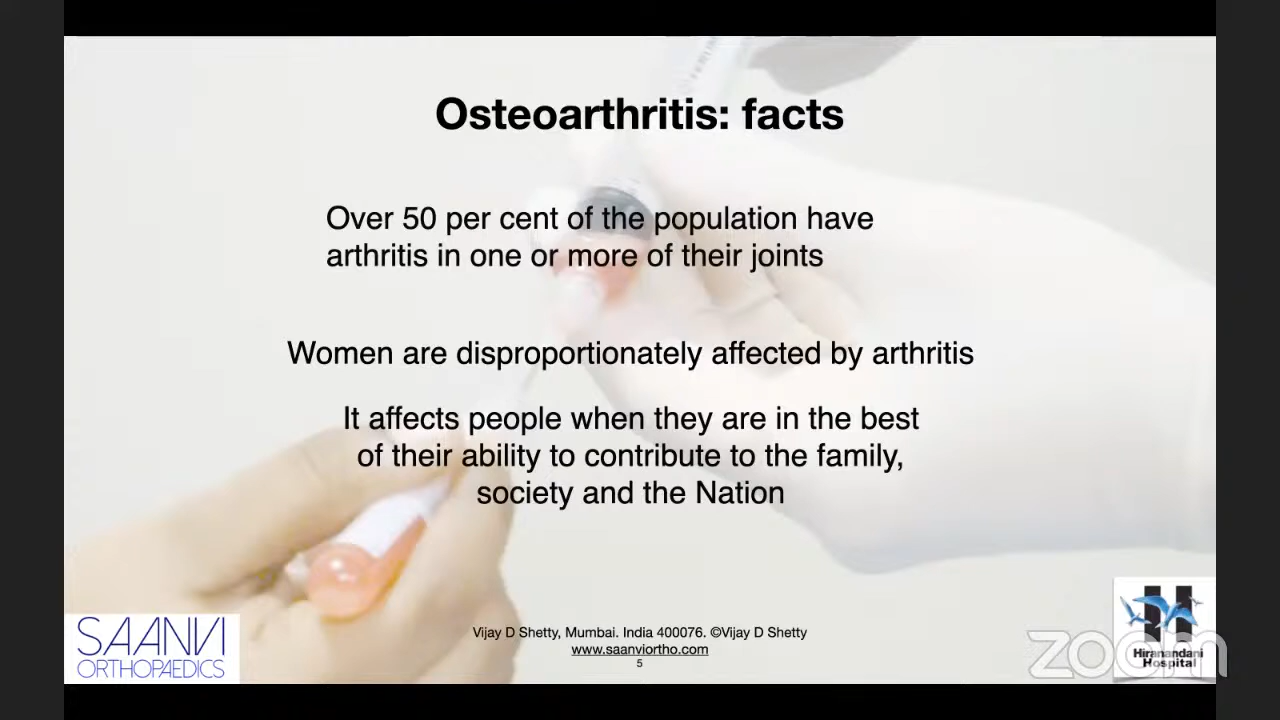 Osteoarthritis: facts
Over 50 per cent of the population have
arthritis in one or more of their joints
Women are disproportionately affected by arthritis
It affects people when they are in the best
of their ability to contribute to the family,
society and the Nation
SAANVI
ORTHOPAEDICS
Vijay D Shetty, Mumbai. India 400076. ©Vijay D Shetty
www.saanviortho.com
5
H
Hiranandani
Hospital
zoom